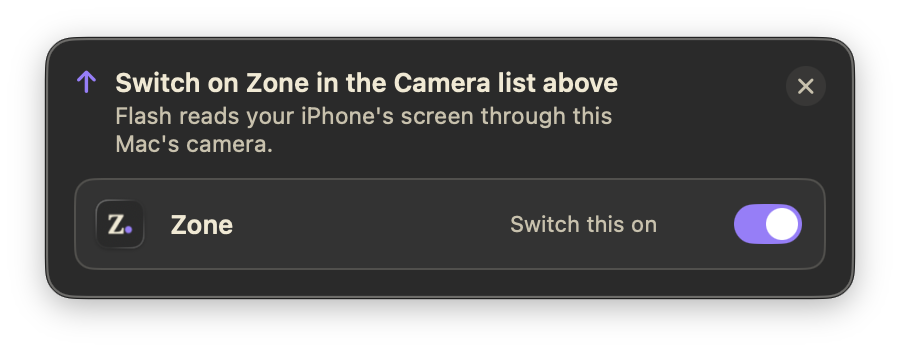 Switch on Zone in the Camera list above
Flash reads your iPhone's screen through this
Mac's camera.
Z.
Zone
Switch this on